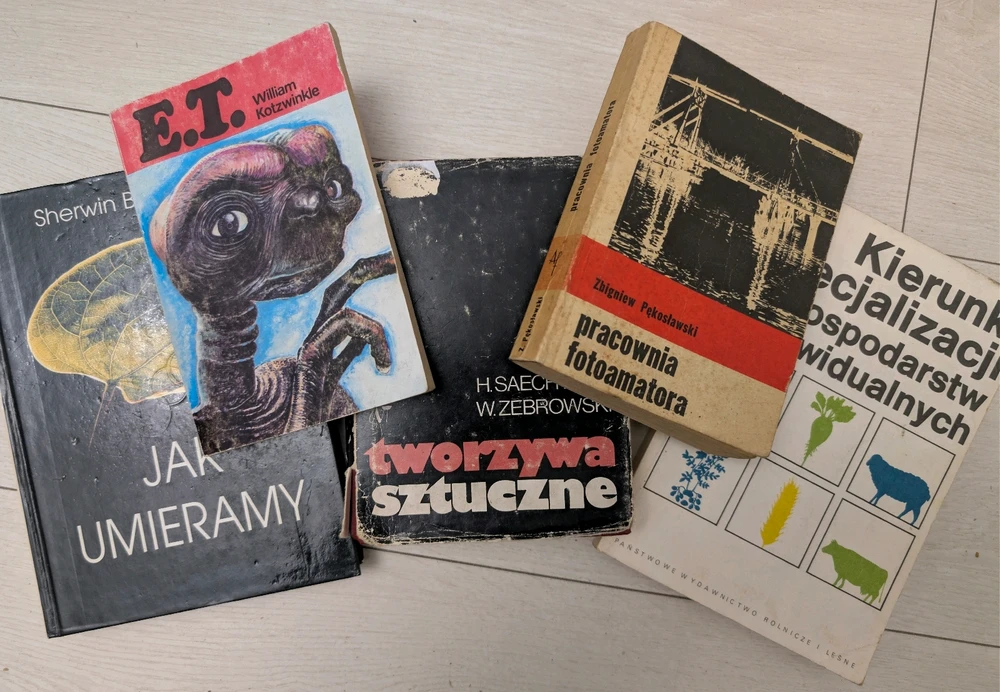 E.T.
William
Kotzwinkle
Sherwin B
JAK
UMIERAMY
H. SAECH
W. ZEBROWSKI
tworzywa
sztuczne
pracownia fotoamatora
Z. Pękosławski
Zbigniew Pękosławski
pracownia
fotoamatora
Kierunk
ecjalizacji
ospodarstw
widualnych
PAŃSTWOWE WYDAWNICTWO ROLNICZE I LEŚNE